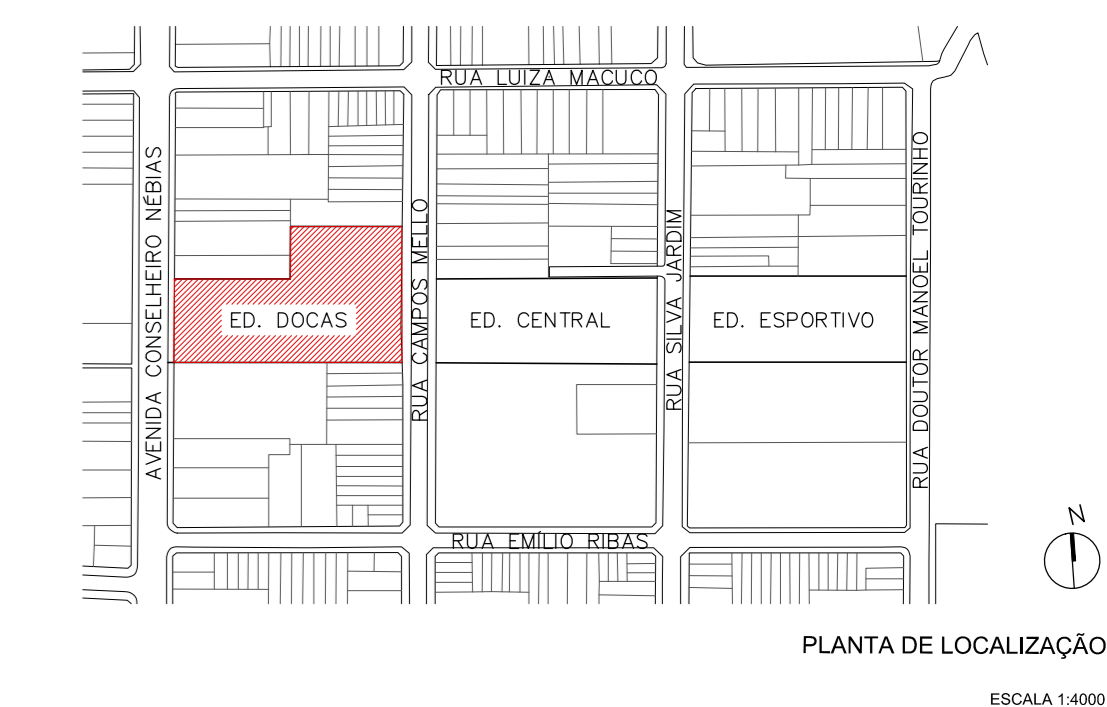 RUA LUIZA MACUCO
AVENIDA CONSELHEIRO NÉBIAS
RUA CAMPOS MELLO
RUA SILVA JARDIM
RUA DOUTOR MANOEL TOURINHO
ED. DOCAS
ED. CENTRAL
ED. ESPORTIVO
RUA EMÍLIO RIBAS
N
PLANTA DE LOCALIZAÇÃO
ESCALA 1:4000